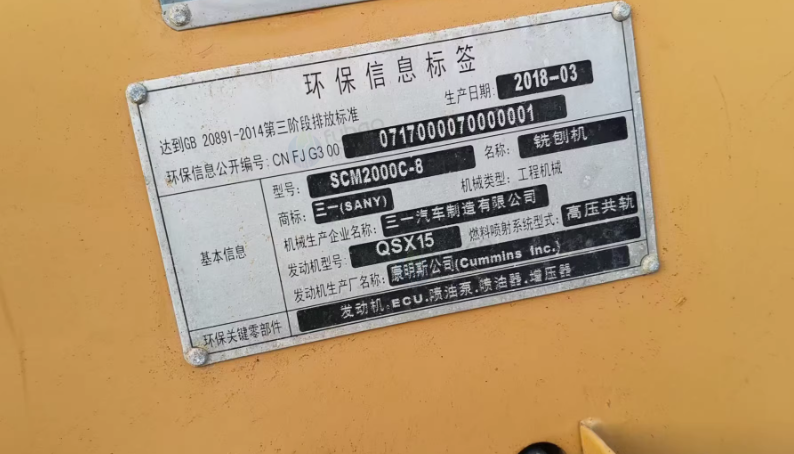 环保信息标签
达到GB 20891-2014第三阶段排放标准 生产日期: 2018-03
环保信息公开编号: CN FJ G3 00 0717000070000001
型号: SCM2000C-8 名称: 铣刨机
商标: 三一(SANY) 机械类型: 工程机械
基本信息 机械生产企业名称: 三一汽车制造有限公司
发动机型号: QSX15 燃料喷射系统型式: 高压共轨
发动机生产厂名称: 康明斯公司(Cummins Inc.)
环保关键零部件 发动机.ECU.喷油泵.喷油器.增压器